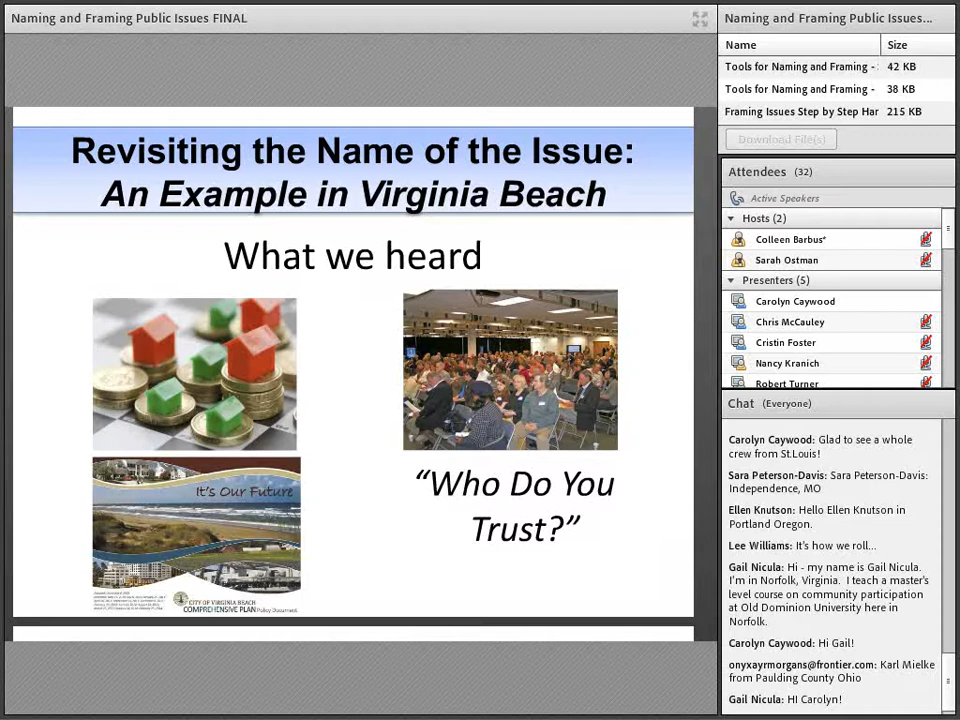 Naming and Framing Public Issues FINAL
Revisiting the Name of the Issue:
An Example in Virginia Beach
What we heard
It's Our Future
CITY OF VIRGINIA BEACH
COMPREHENSIVE PLAN Policy Document
“Who Do You
Trust?”
Naming and Framing Public Issues...
Name Size
Tools for Naming and Framing - 42 KB
Tools for Naming and Framing - 38 KB
Framing Issues Step by Step Har 215 KB
Download File(s)
Attendees (32)
Active Speakers
Hosts (2)
Colleen Barbus*
Sarah Ostman
Presenters (5)
Carolyn Caywood
Chris McCauley
Cristin Foster
Nancy Kranich
Robert Turner
Chat (Everyone)
Carolyn Caywood: Glad to see a whole
crew from St.Louis!
Sara Peterson-Davis: Sara Peterson-Davis:
Independence, MO
Ellen Knutson: Hello Ellen Knutson in
Portland Oregon.
Lee Williams: It's how we roll...
Gail Nicula: Hi - my name is Gail Nicula.
I'm in Norfolk, Virginia. I teach a master's
level course on community participation
at Old Dominion University here in
Norfolk.
Carolyn Caywood: Hi Gail!
onyxayrmorgans@frontier.com: Karl Mielke
from Paulding County Ohio
Gail Nicula: HI Carolyn!